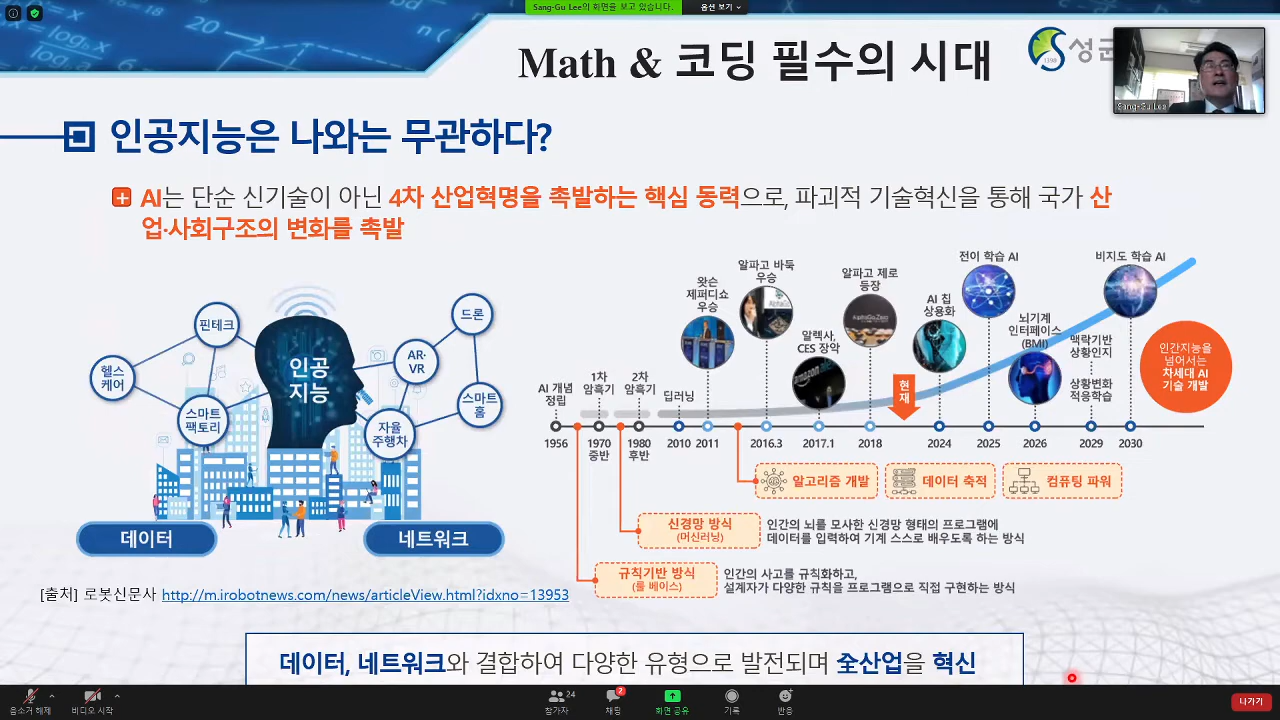 Sang-Gu Lee의 화면을 보고 있습니다.
옵션 보기
Math & 코딩 필수의 시대
성균
1398
Sang-Gu Lee
인공지능은 나와는 무관하다?
AI는 단순 신기술이 아닌 4차 산업혁명을 촉발하는 핵심 동력으로, 파괴적 기술혁신을 통해 국가 산
업·사회구조의 변화를 촉발
핀테크
헬스
케어
스마트
팩토리
인공
지능
드론
AR·
VR
스마트
홈
자율
주행차
데이터
네트워크
AI 개념
정립
1차
암흑기
2차
암흑기
딥러닝
왓슨
제퍼디쇼
우승
알파고 바둑
우승
알렉사,
CES 장악
알파고 제로
등장
현
재
AI 칩
상용화
전이 학습 AI
뇌기계
인터페이스
(BMI)
맥락기반
상황인지
상황변화
적응학습
비지도 학습 AI
인간지능을
넘어서는
차세대 AI
기술 개발
1956
1970
중반
1980
후반
2010
2011
2016.3
2017.1
2018
2024
2025
2026
2029
2030
알고리즘 개발
데이터 축적
컴퓨팅 파워
신경망 방식
(머신러닝)
인간의 뇌를 모사한 신경망 형태의 프로그램에
데이터를 입력하여 기계 스스로 배우도록 하는 방식
규칙기반 방식
(룰 베이스)
인간의 사고를 규칙화하고,
설계자가 다양한 규칙을 프로그램으로 직접 구현하는 방식
[출처] 로봇신문사 http://m.irobotnews.com/news/articleView.html?idxno=13953
데이터, 네트워크와 결합하여 다양한 유형으로 발전되며 全산업을 혁신
음소거 해제
비디오 시작
24
참가자
2
채팅
화면 공유
기록
반응
나가기